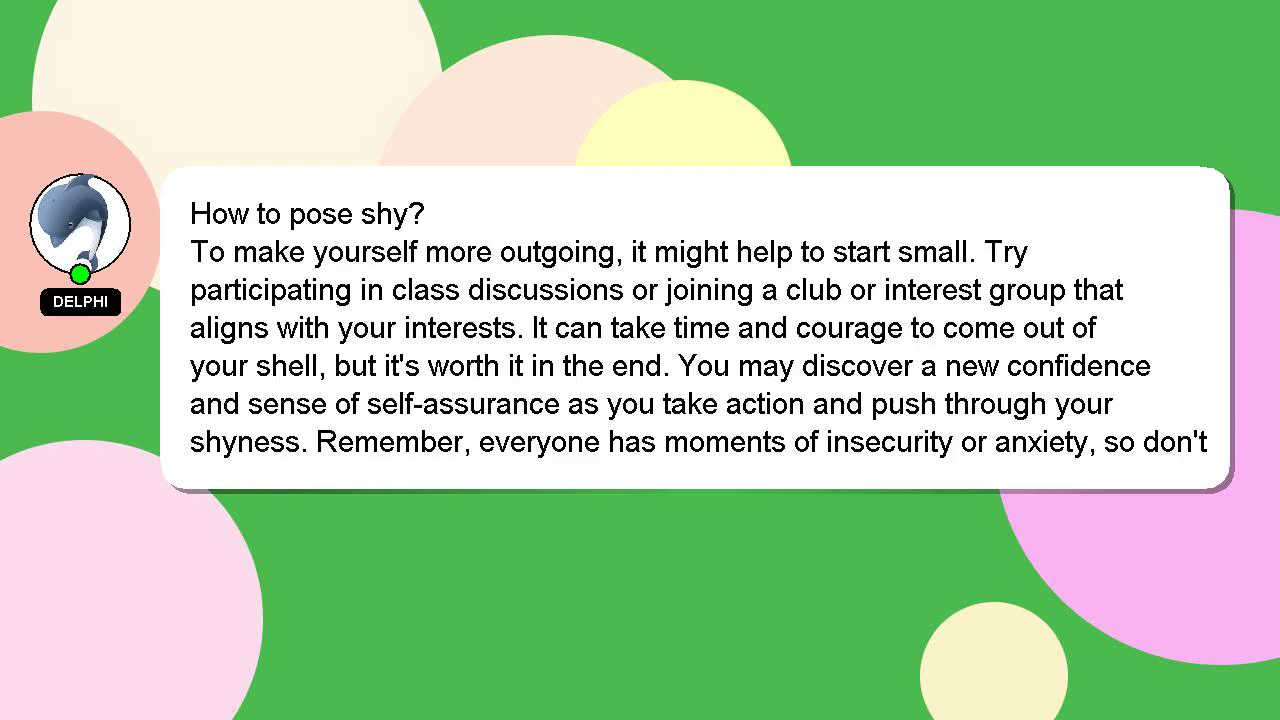 How to pose shy?
To make yourself more outgoing, it might help to start small. Try
participating in class discussions or joining a club or interest group that
aligns with your interests. It can take time and courage to come out of
your shell, but it's worth it in the end. You may discover a new confidence
and sense of self-assurance as you take action and push through your
shyness. Remember, everyone has moments of insecurity or anxiety, so don't
DELPHI